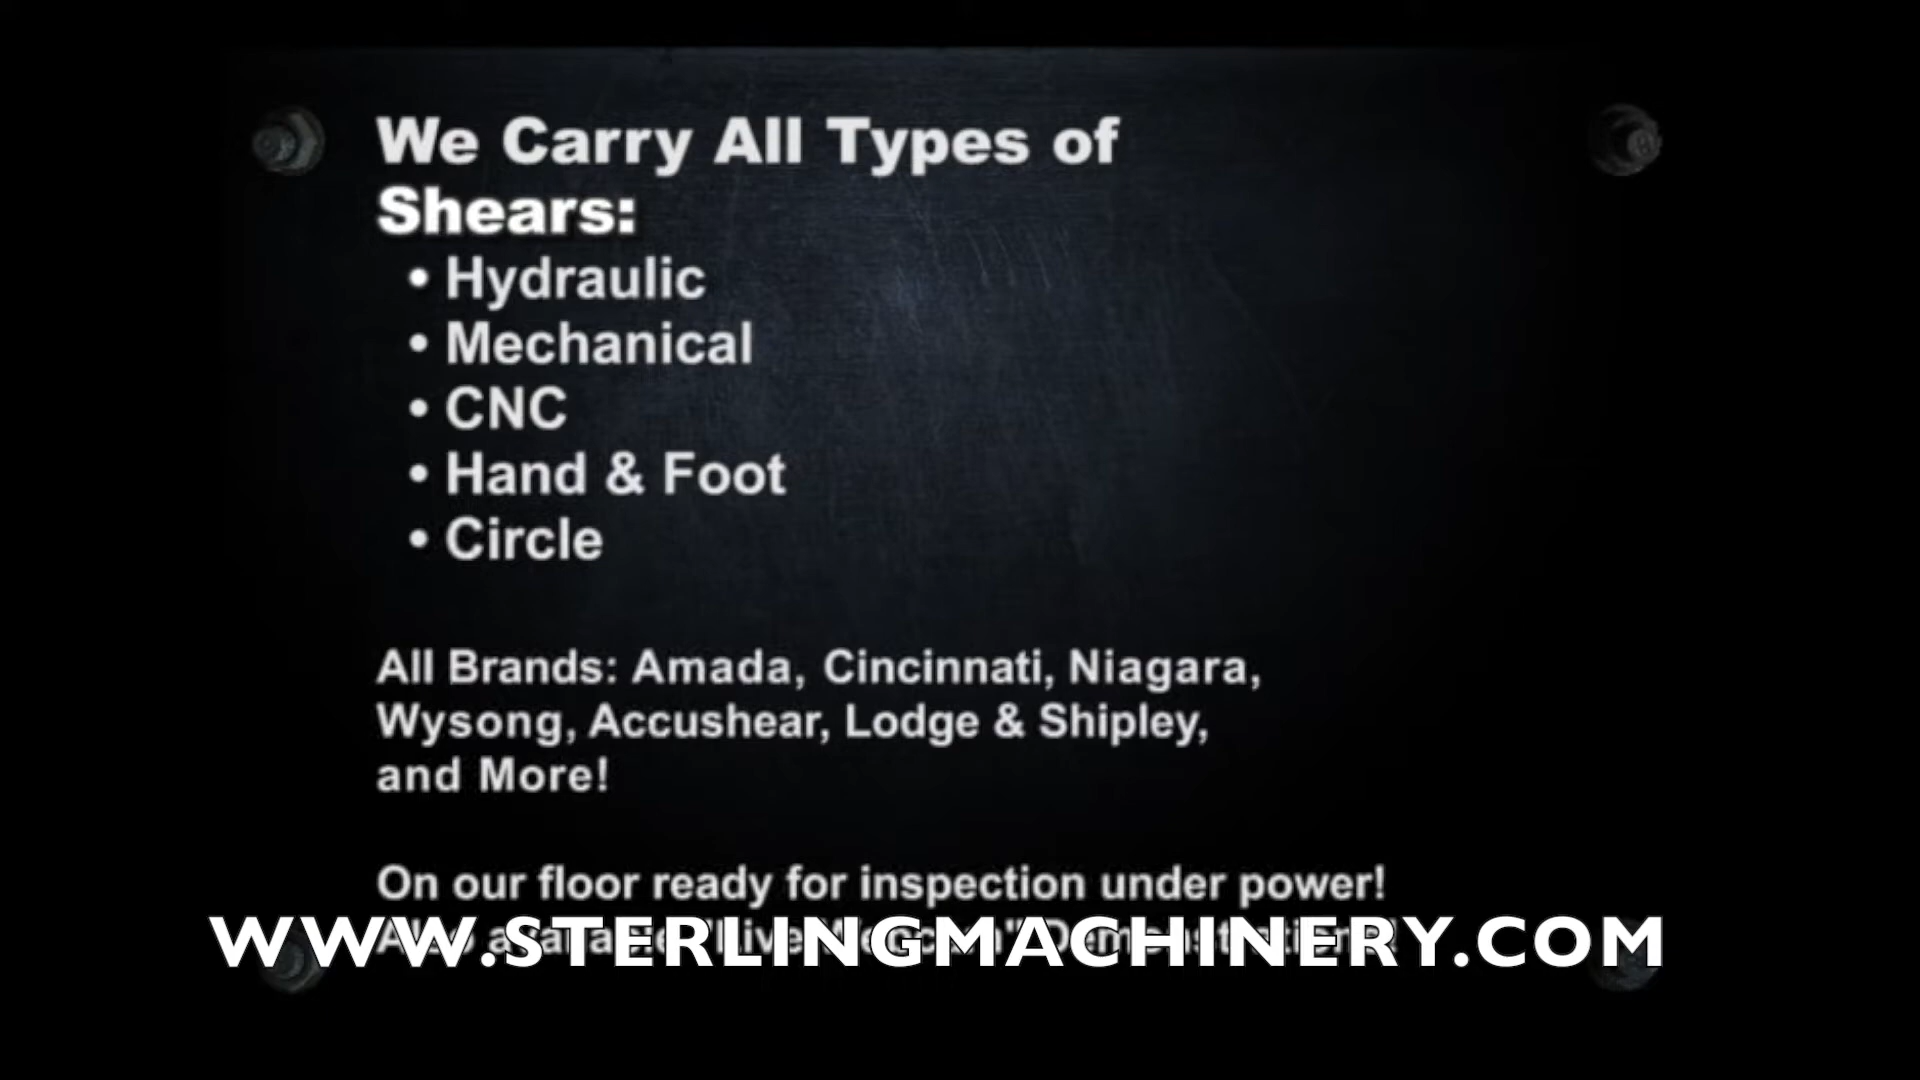 We Carry All Types of
Shears:
• Hydraulic
• Mechanical
• CNC
• Hand & Foot
• Circle
All Brands: Amada, Cincinnati, Niagara,
Wysong, Accushear, Lodge & Shipley,
and More!
On our floor ready for inspection under power!
WWW.STERLINGMACHINERY.COM